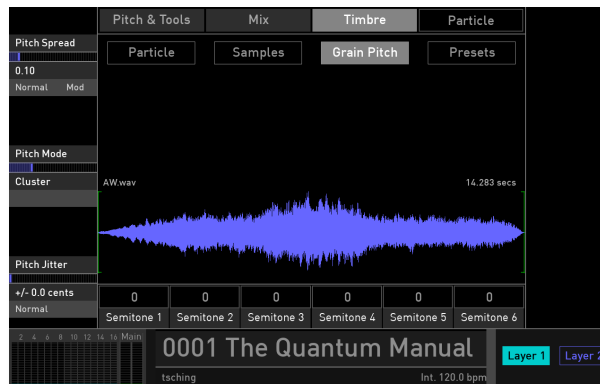 Pitch & Tools Mix Timbre Particle
Pitch Spread
Particle Samples Grain Pitch Presets
0.10
Normal Mod
Pitch Mode
Cluster
AW.wav 14.283 secs
Pitch Jitter
+/- 0.0 cents
0 0 0 0 0 0
Normal
Semitone 1 Semitone 2 Semitone 3 Semitone 4 Semitone 5 Semitone 6
2 4 6 8 10 12 14 16 Main
0001 The Quantum Manual
Layer 1 Layer 2
tsching Int. 120.0 bpm